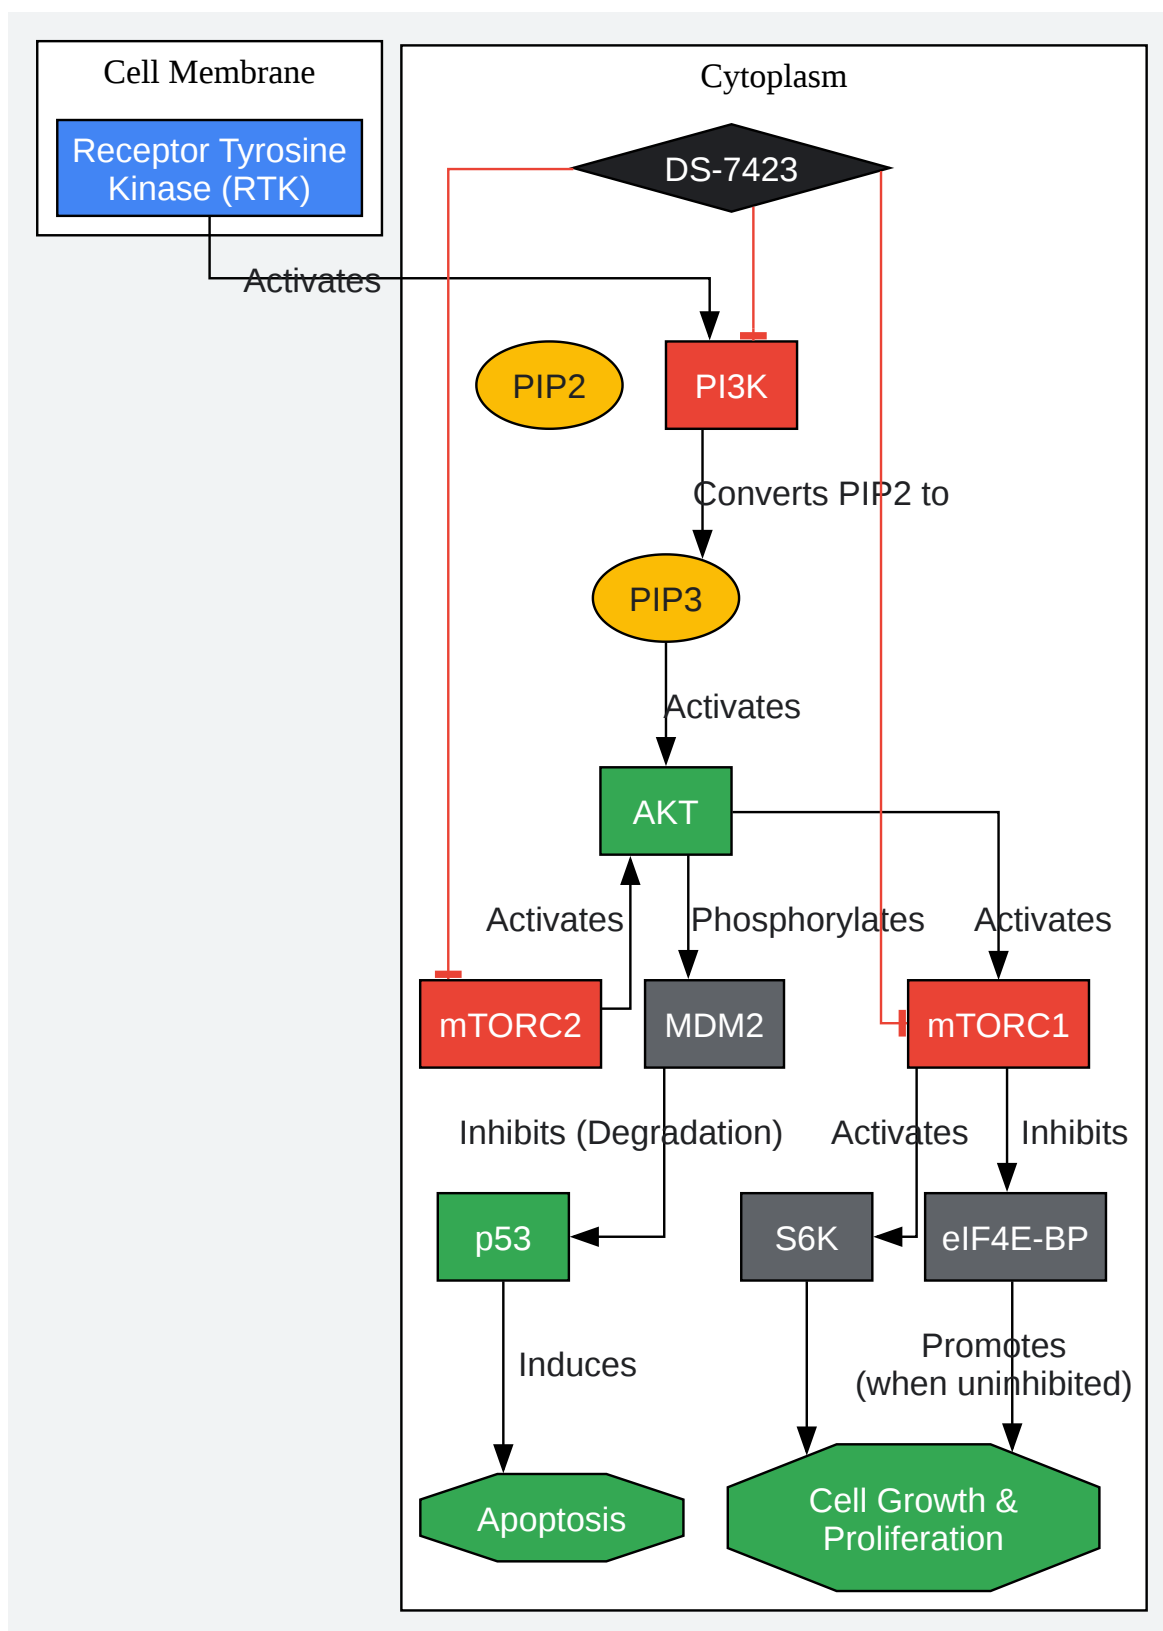 Cell Membrane
Cytoplasm
Receptor Tyrosine
Kinase (RTK)
DS-7423
Activates
PIP2
PI3K
Converts PIP2 to
PIP3
Activates
AKT
Activates
Phosphorylates
Activates
mTORC2
MDM2
mTORC1
Inhibits (Degradation)
Activates
Inhibits
p53
S6K
eIF4E-BP
Induces
Promotes
(when uninhibited)
Apoptosis
Cell Growth &
Proliferation